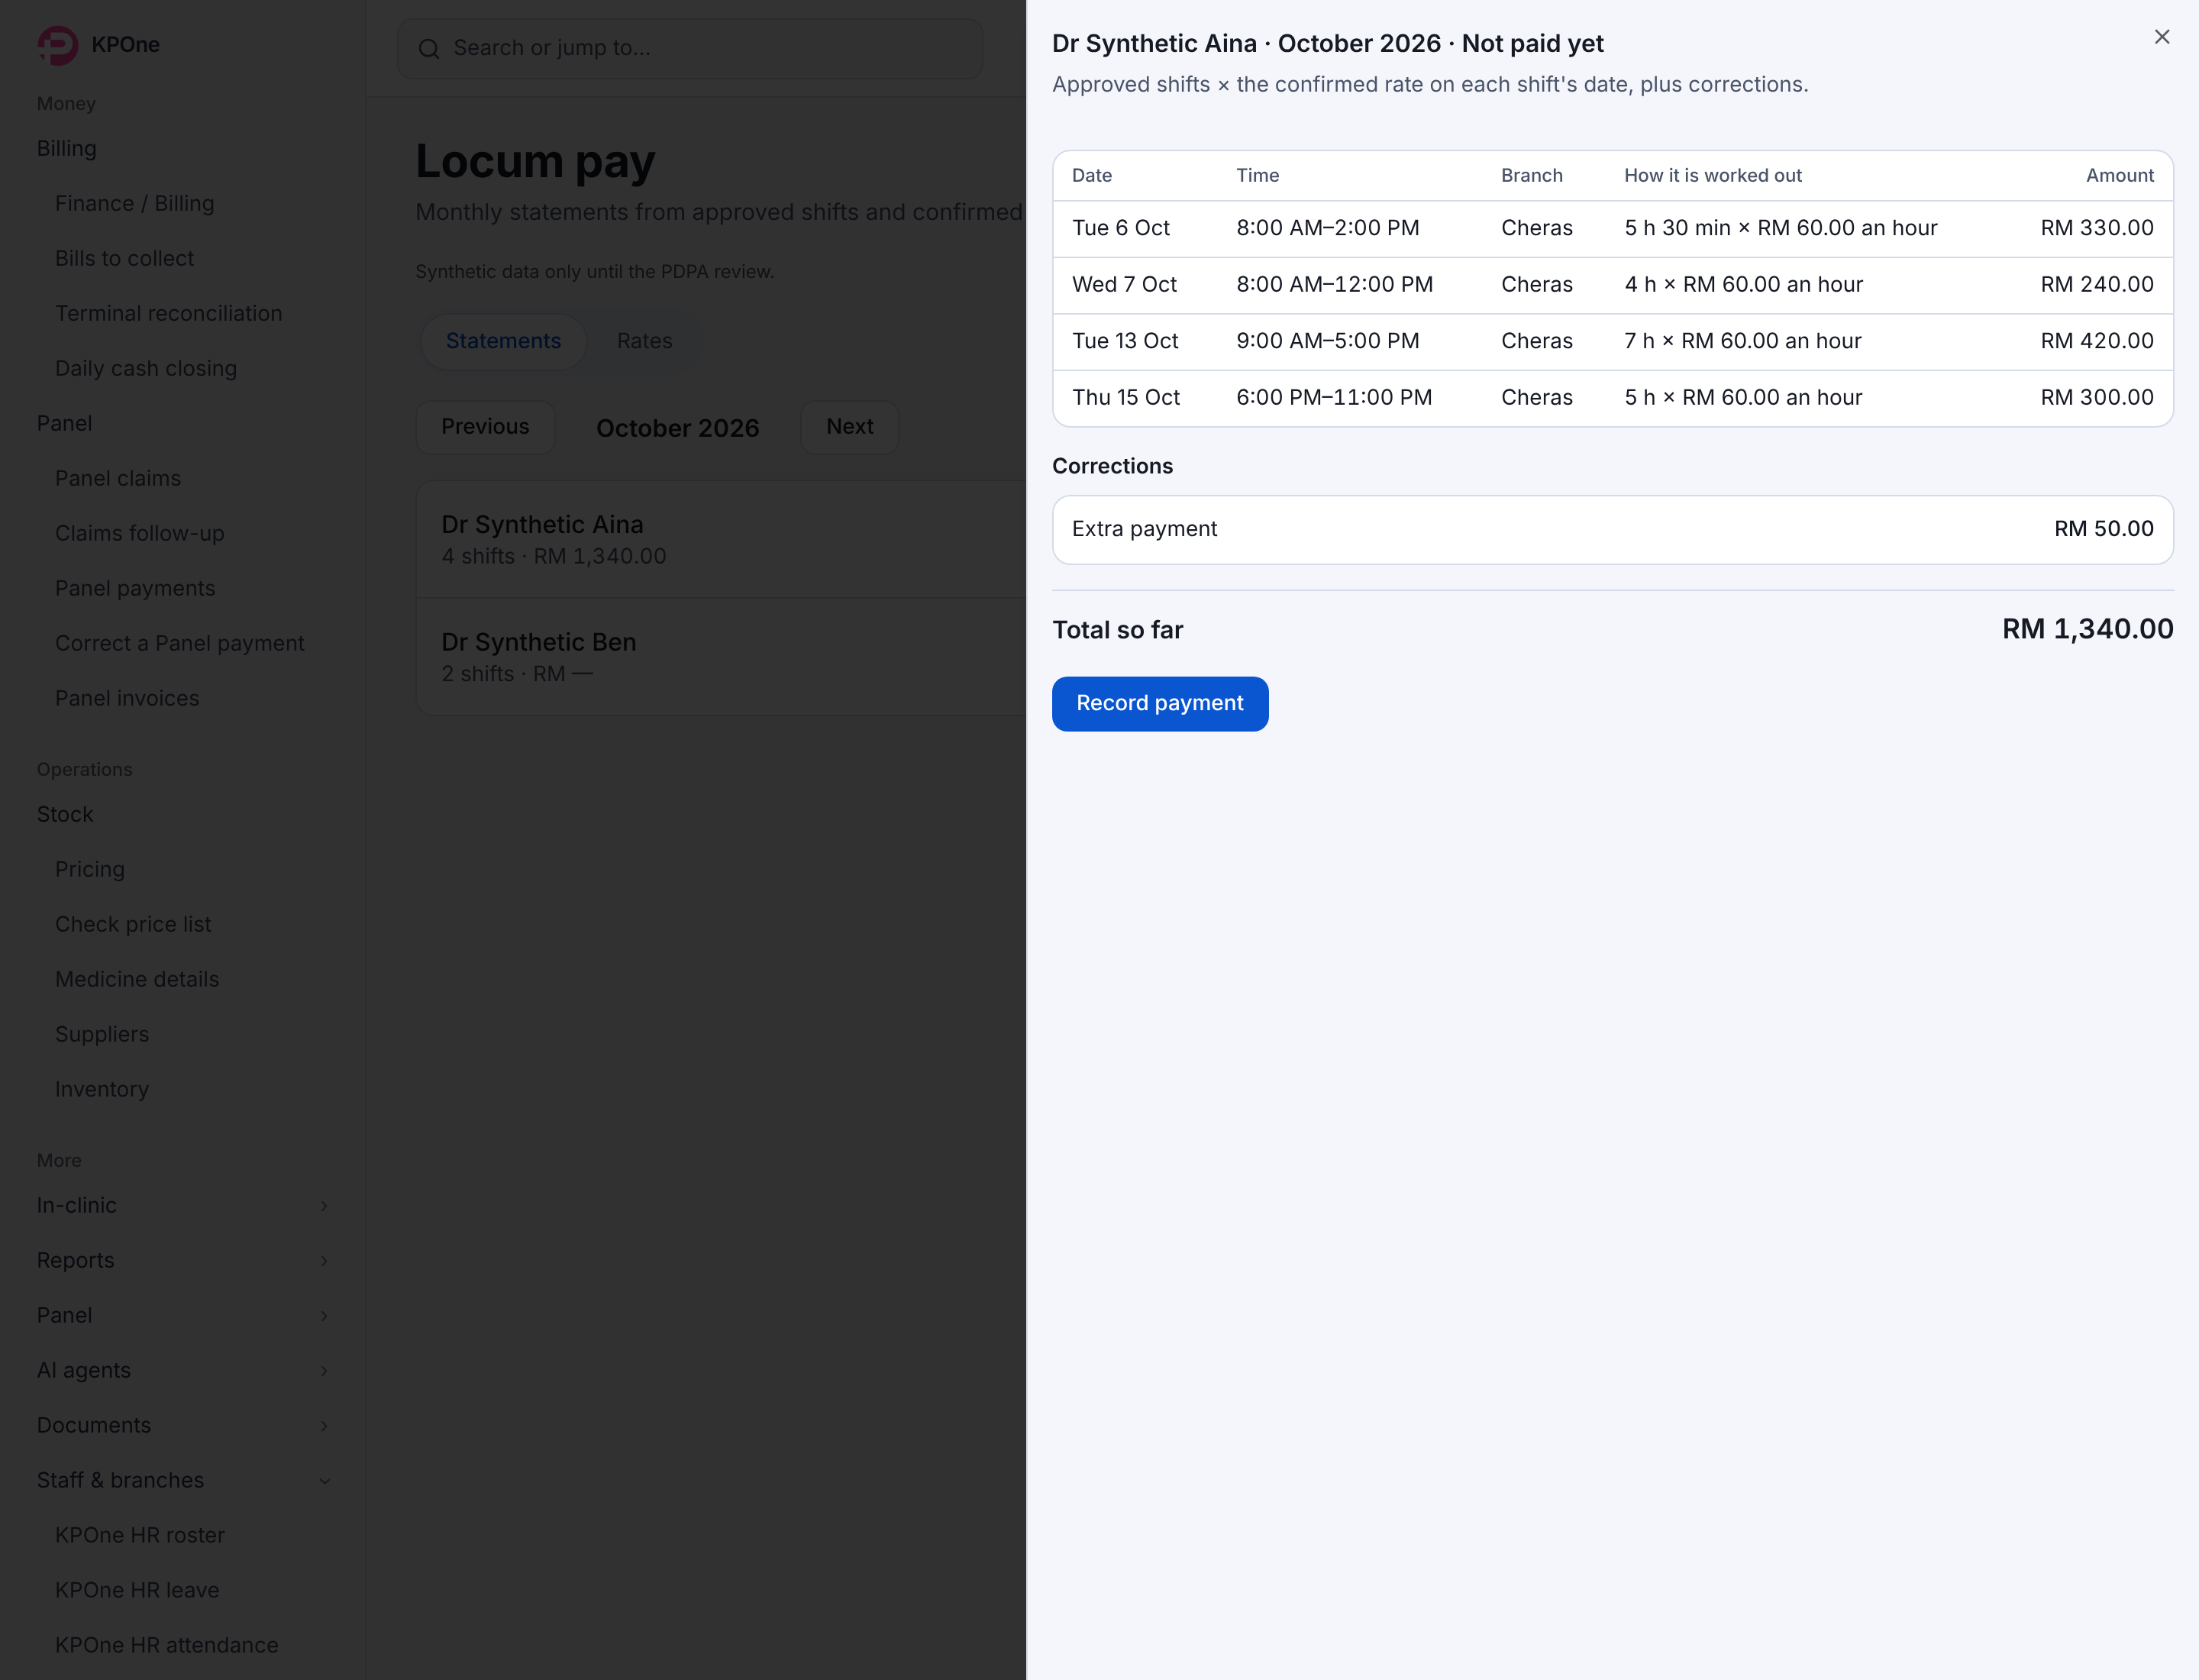 KPOne
Money
Billing
Finance / Billing
Bills to collect
Terminal reconciliation
Daily cash closing
Panel
Panel claims
Claims follow-up
Panel payments
Correct a Panel payment
Panel invoices
Operations
Stock
Pricing
Check price list
Medicine details
Suppliers
Inventory
More
In-clinic
Reports
Panel
AI agents
Documents
Staff & branches
KPOne HR roster
KPOne HR leave
KPOne HR attendance
Search or jump to...
Locum pay
Monthly statements from approved shifts and confirmed
Synthetic data only until the PDPA review.
Statements Rates
Previous October 2026 Next
Dr Synthetic Aina
4 shifts · RM 1,340.00
Dr Synthetic Ben
2 shifts · RM —
Dr Synthetic Aina · October 2026 · Not paid yet
Approved shifts × the confirmed rate on each shift's date, plus corrections.
Date Time Branch How it is worked out Amount
Tue 6 Oct 8:00 AM–2:00 PM Cheras 5 h 30 min × RM 60.00 an hour RM 330.00
Wed 7 Oct 8:00 AM–12:00 PM Cheras 4 h × RM 60.00 an hour RM 240.00
Tue 13 Oct 9:00 AM–5:00 PM Cheras 7 h × RM 60.00 an hour RM 420.00
Thu 15 Oct 6:00 PM–11:00 PM Cheras 5 h × RM 60.00 an hour RM 300.00
Corrections
Extra payment RM 50.00
Total so far RM 1,340.00
Record payment